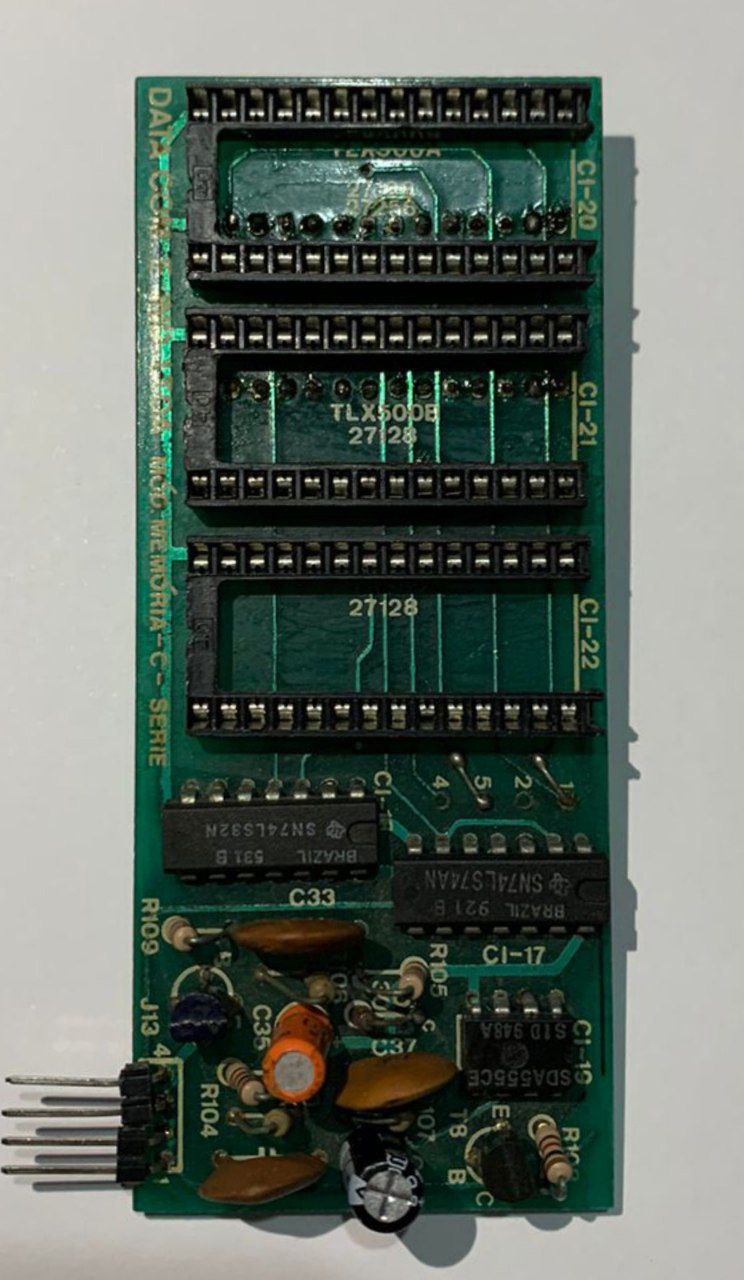 CI-20
TLX500A
CI-21
TLX500B
27128
MOD. MEMÓRIA - C - SERIE
CI-22
27128
4 5 2 1
SN74LS32N
BRAZIL 531 B
C33
SN74LS74AN
BRAZIL 921 B
CI-17
R109
R105
J13
4
C35
C37
S1D 948A
SDA555CE
CI-19
R104
T8
E
B
C
1